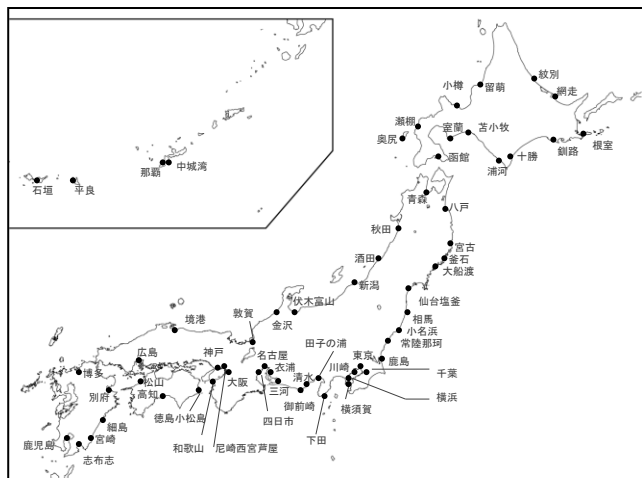 紋別
小樽
留萌
網走
瀬棚
室蘭
苫小牧
奥尻
釧路
根室
函館
十勝
浦河
那覇
中城湾
石垣
平良
青森
八戸
秋田
宮古
酒田
釜石
大船渡
新潟
仙台塩釜
伏木富山
敦賀
金沢
相馬
境港
小名浜
田子の浦
常陸那珂
広島
神戸
名古屋
東京
鹿島
博多
衣浦
清水
川崎
千葉
松山
大阪
別府
高知
三河
横浜
御前崎
横須賀
徳島小松島
四日市
細島
下田
鹿児島
宮崎
和歌山
尼崎西宮芦屋
志布志